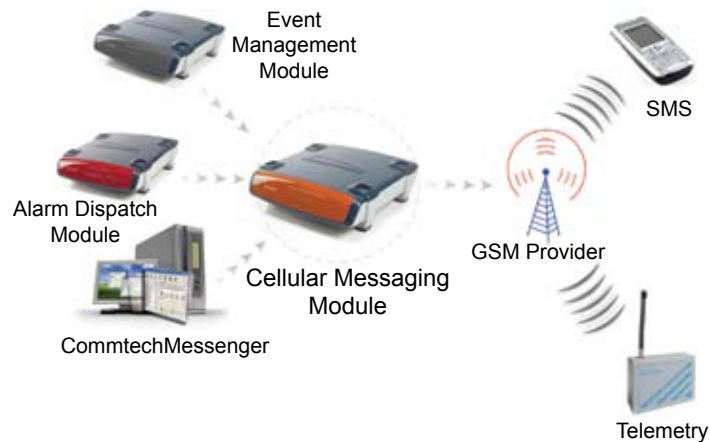 Event
Management
Module
SMS
Alarm Dispatch
Module
GSM Provider
Cellular Messaging
Module
CommtechMessenger
Telemetry